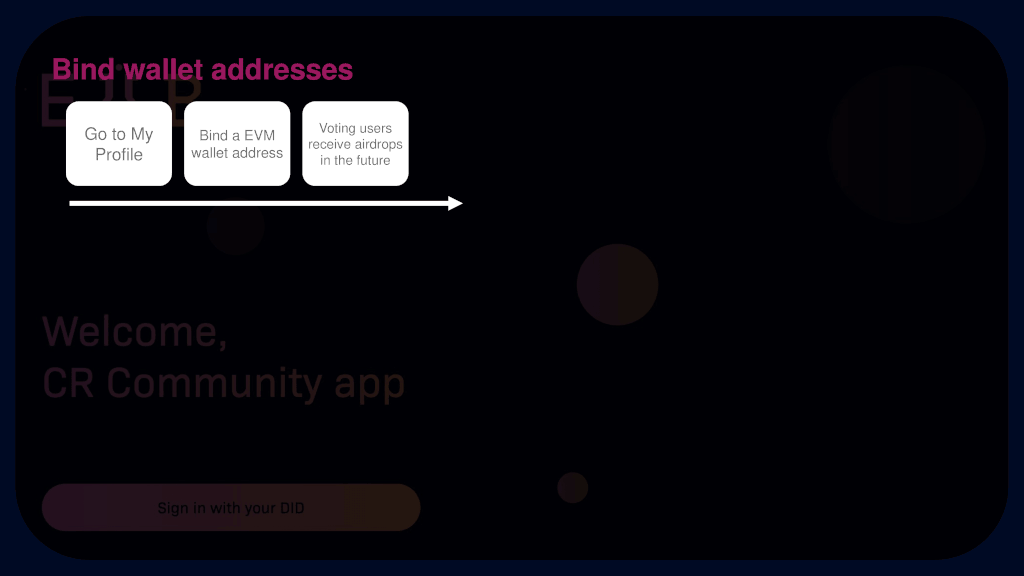 Bind wallet addresses
Go to My
Profile
Bind a EVM
wallet address
Voting users
receive airdrops
in the future
Welcome,
CR Community app
Sign in with your DID